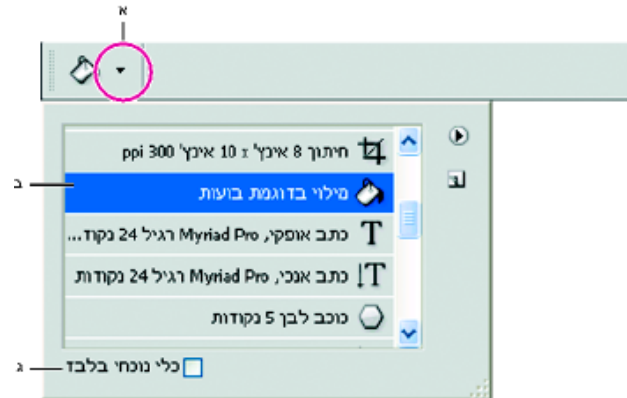 א
חיתוך 8 אינץ' x 10 אינץ' 300 ppi
ב
מילוי בדוגמת בועות
כתב אופקי, Myriad Pro רגיל 24 נקוד...
כתב אנכי, Myriad Pro רגיל 24 נקודות
כוכב לבן 5 נקודות
ג
כלי נוכחי בלבד